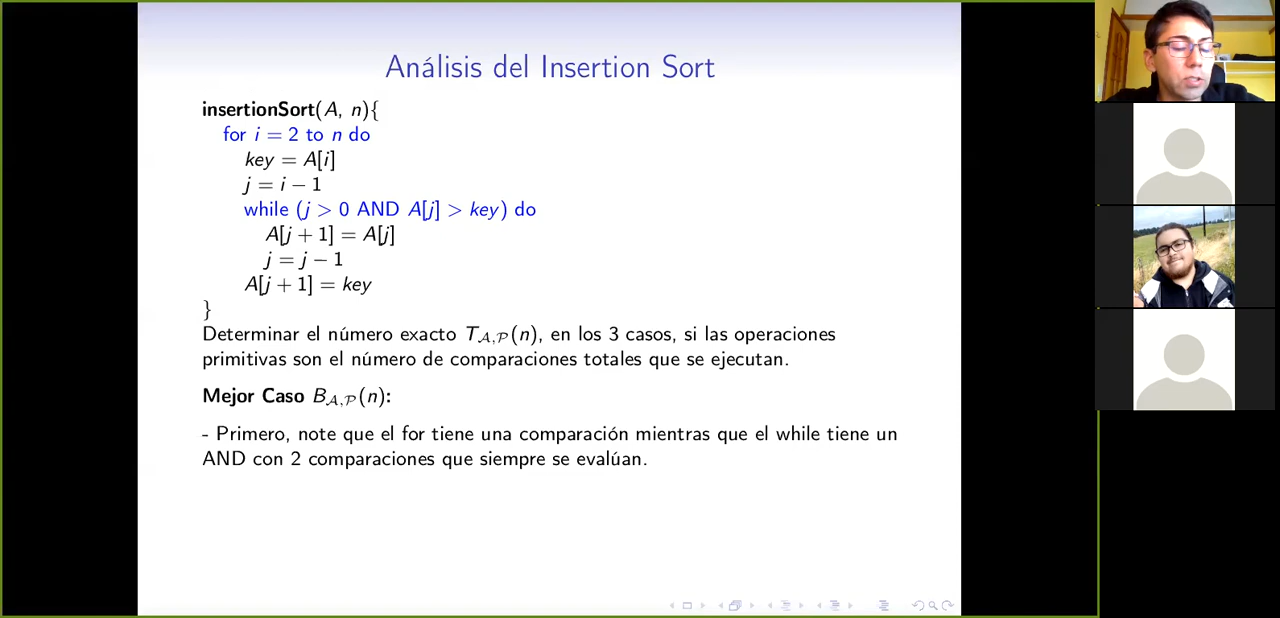 Análisis del Insertion Sort
insertionSort(A, n){
for i = 2 to n do
key = A[i]
j = i − 1
while (j > 0 AND A[j] > key) do
A[j + 1] = A[j]
j = j − 1
A[j + 1] = key
}
Determinar el número exacto T_{A,P}(n), en los 3 casos, si las operaciones
primitivas son el número de comparaciones totales que se ejecutan.
Mejor Caso B_{A,P}(n):
- Primero, note que el for tiene una comparación mientras que el while tiene un
AND con 2 comparaciones que siempre se evalúan.